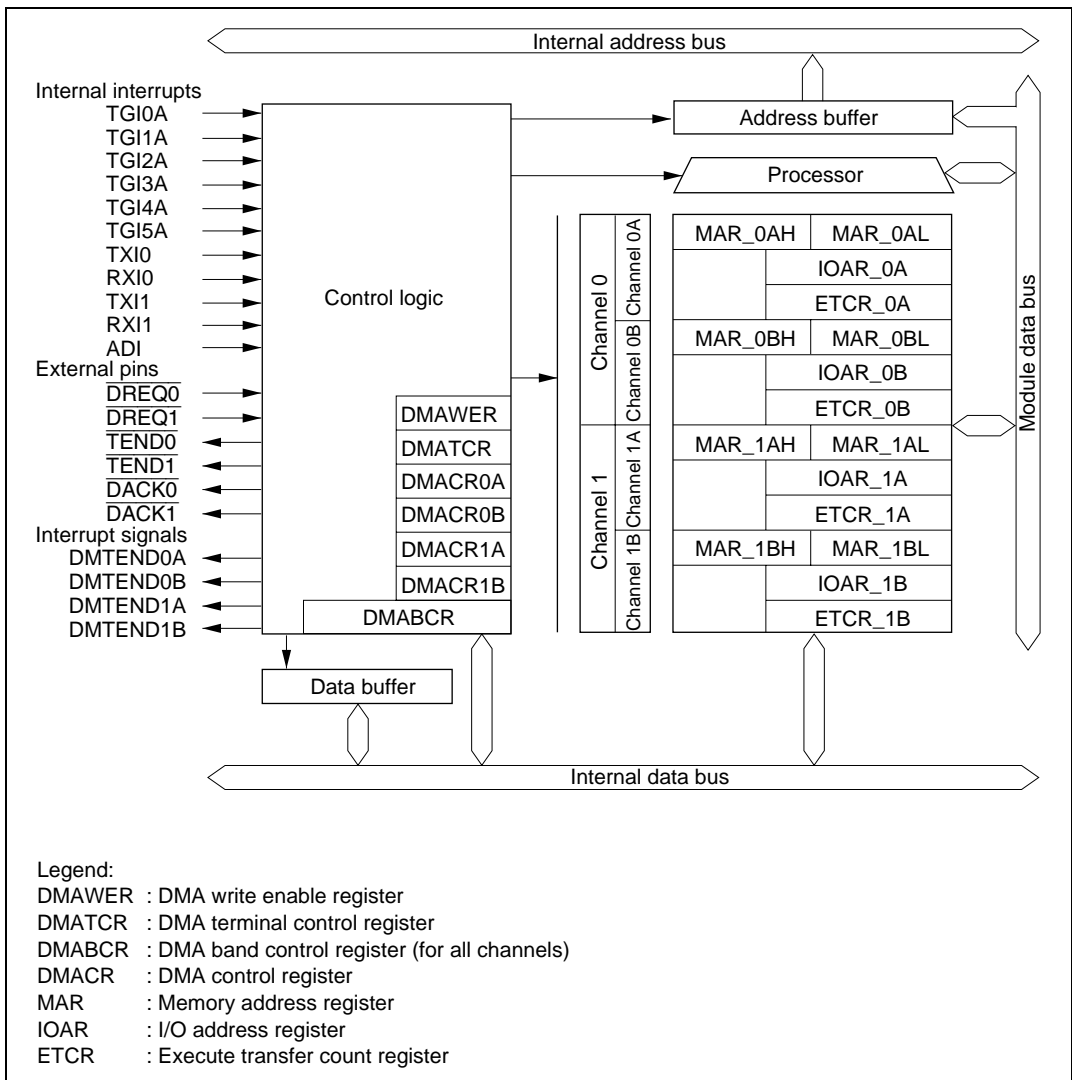 Internal address bus
Internal interrupts
TGI0A
TGI1A
TGI2A
TGI3A
TGI4A
TGI5A
TXI0
RXI0
TXI1
RXI1
ADI
External pins
DREQ0
DREQ1
TEND0
TEND1
DACK0
DACK1
Interrupt signals
DMTEND0A
DMTEND0B
DMTEND1A
DMTEND1B
Control logic
DMAWER
DMATCR
DMACR0A
DMACR0B
DMACR1A
DMACR1B
DMABCR
Data buffer
Address buffer
Processor
Channel 0
Channel 0A
Channel 0B
Channel 1
Channel 1A
Channel 1B
MAR_0AH MAR_0AL
IOAR_0A
ETCR_0A
MAR_0BH MAR_0BL
IOAR_0B
ETCR_0B
MAR_1AH MAR_1AL
IOAR_1A
ETCR_1A
MAR_1BH MAR_1BL
IOAR_1B
ETCR_1B
Module data bus
Internal data bus
Legend:
DMAWER : DMA write enable register
DMATCR : DMA terminal control register
DMABCR : DMA band control register (for all channels)
DMACR : DMA control register
MAR : Memory address register
IOAR : I/O address register
ETCR : Execute transfer count register